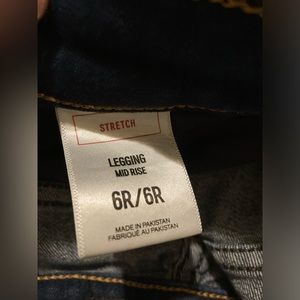 STRETCH
LEGGING
MID RISE
6R/6R
MADE IN PAKISTAN
FABRIQUÉ AU PAKISTAN